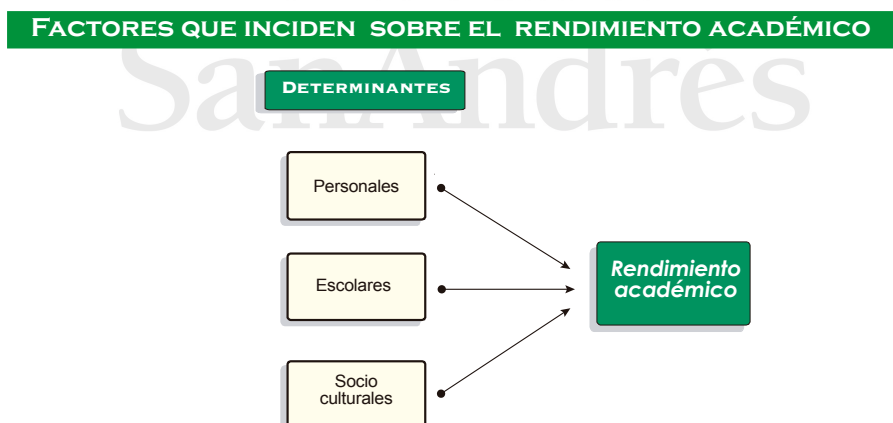 FACTORES QUE INCIDEN SOBRE EL RENDIMIENTO ACADÉMICO
SanAndrés
DETERMINANTES
Personales
Escolares
Rendimiento
académico
Socio
culturales